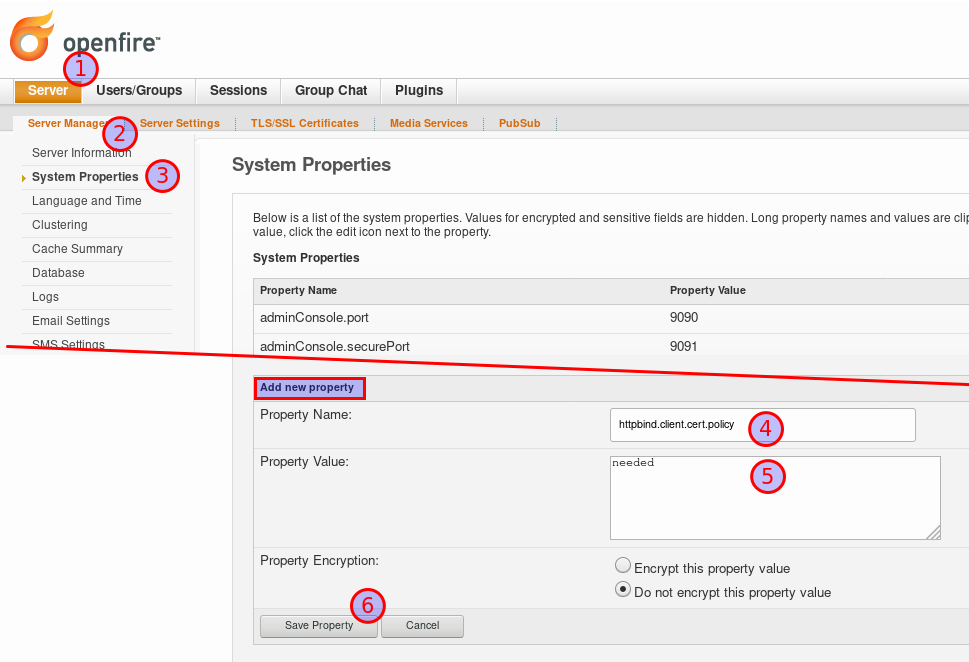 openfire™
1
Server Users/Groups Sessions Group Chat Plugins
Server Manager 2 Server Settings TLS/SSL Certificates Media Services PubSub
Server Information
System Properties 3
Language and Time
Clustering
Cache Summary
Database
Logs
Email Settings
SMS Settings
System Properties
Below is a list of the system properties. Values for encrypted and sensitive fields are hidden. Long property names and values are
value, click the edit icon next to the property.
System Properties
Property Name Property Value
adminConsole.port 9090
adminConsole.securePort 9091
Add new property
Property Name: httpbind.client.cert.policy 4
Property Value: needed 5
Property Encryption: Encrypt this property value
Do not encrypt this property value
6
Save Property Cancel